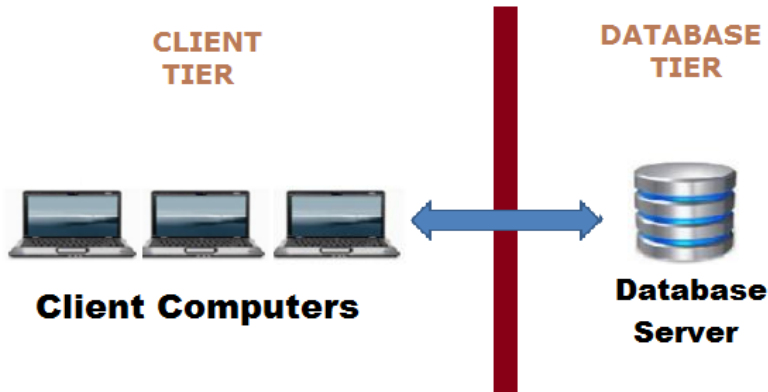 CLIENT
TIER
DATABASE
TIER
Client Computers
Database
Server